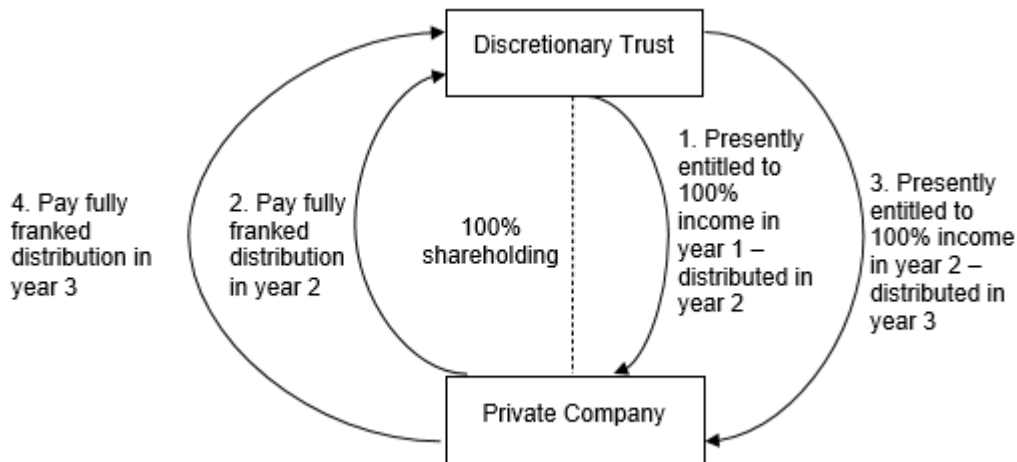 Discretionary Trust
4. Pay fully
franked
distribution in
year 3
2. Pay fully
franked
distribution
in year 2
100%
shareholding
1. Presently
entitled to
100%
income in
year 1 –
distributed in
year 2
3. Presently
entitled to
100% income
in year 2 –
distributed in
year 3
Private Company